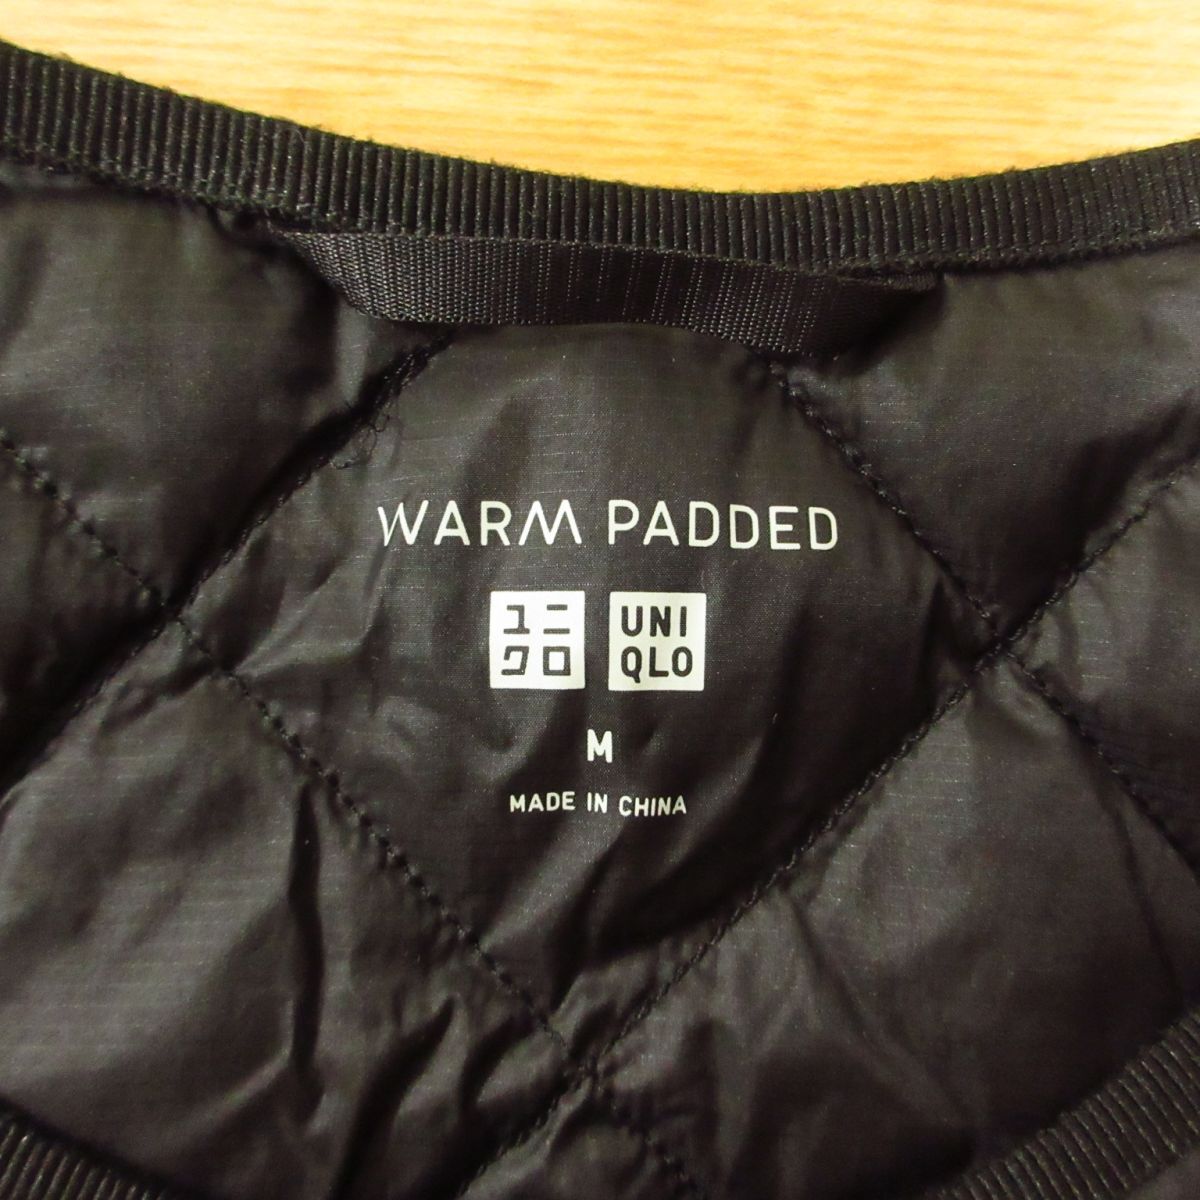 WARM PADDED
ユニ UNI
クロ QLO
M
MADE IN CHINA